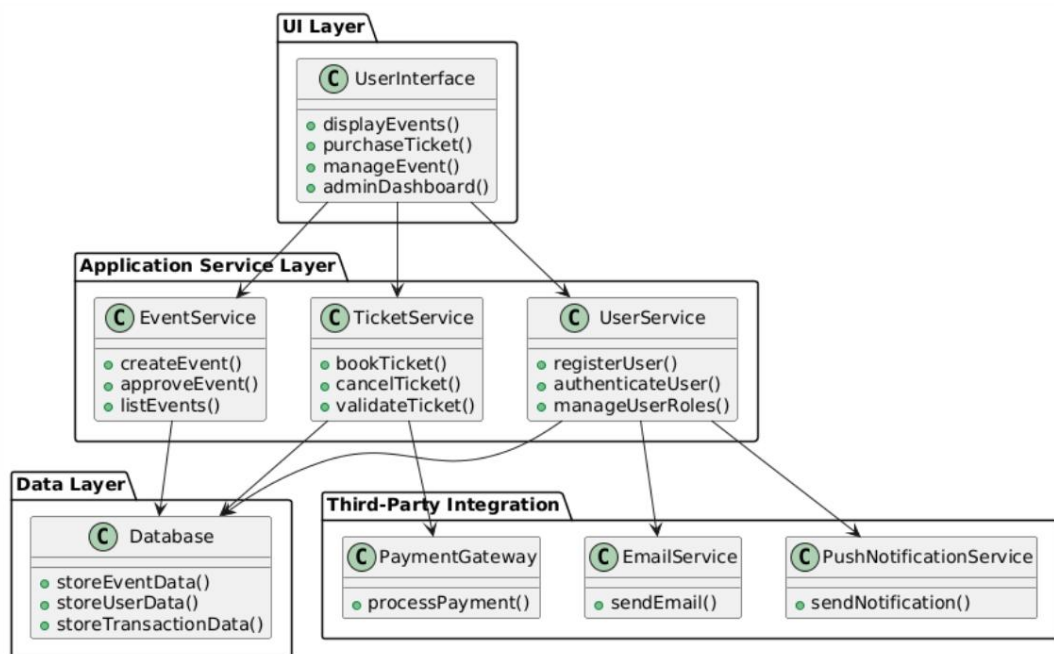 UI Layer
C UserInterface
displayEvents()
purchaseTicket()
manageEvent()
adminDashboard()
Application Service Layer
C EventService
createEvent()
approveEvent()
listEvents()
C TicketService
bookTicket()
cancelTicket()
validateTicket()
C UserService
registerUser()
authenticateUser()
manageUserRoles()
Data Layer
C Database
storeEventData()
storeUserData()
storeTransactionData()
Third-Party Integration
C PaymentGateway
processPayment()
C EmailService
sendEmail()
C PushNotificationService
sendNotification()